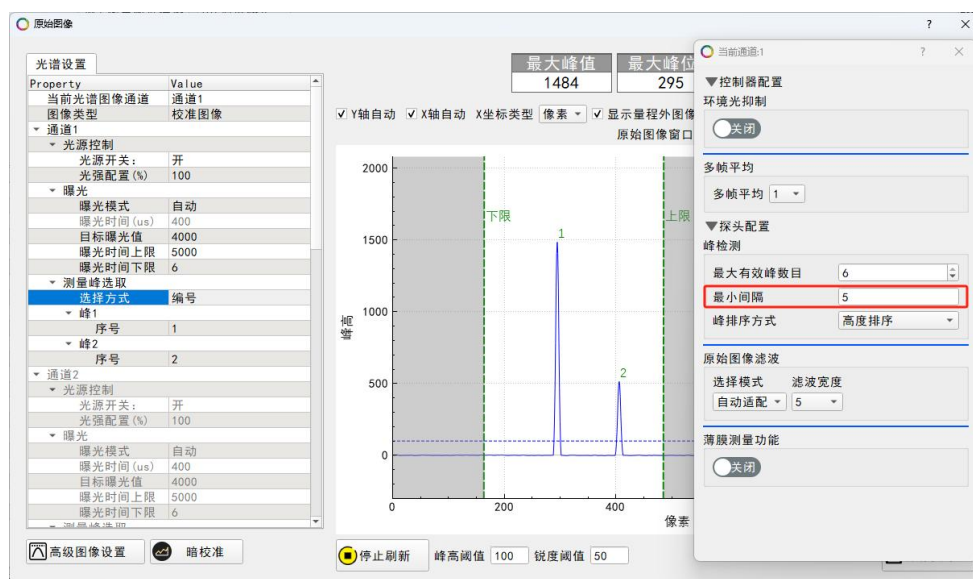 原始图像 ? ×
光谱设置
Property Value
当前光谱图像通道 通道1
图像类型 校准图像
通道1
光源控制
光源开关: 开
光强配置(%) 100
曝光
曝光模式 自动
曝光时间(us) 400
目标曝光值 4000
曝光时间上限 5000
曝光时间下限 6
测量峰选取
选择方式 编号
峰1
序号 1
峰2
序号 2
通道2
光源控制
光源开关: 开
光强配置(%) 100
曝光
曝光模式 自动
曝光时间(us) 400
目标曝光值 4000
曝光时间上限 5000
曝光时间下限 6
测量峰选取
高级图像设置 暗校准
最大峰值 最大峰位
1484 295
Y轴自动 X轴自动 X坐标类型 像素 显示量程外图像
原始图像窗口
2000
下限 上限
1
1500
1000
峰高
2
500
0
0 200 400
像素
停止刷新 峰高阈值 100 锐度阈值 50
当前通道:1 ? ×
▼控制器配置
环境光抑制
关闭
多帧平均
多帧平均 1
▼探头配置
峰检测
最大有效峰数目 6
最小间隔 5
峰排序方式 高度排序
原始图像滤波
选择模式 滤波宽度
自动适配 5
薄膜测量功能
关闭